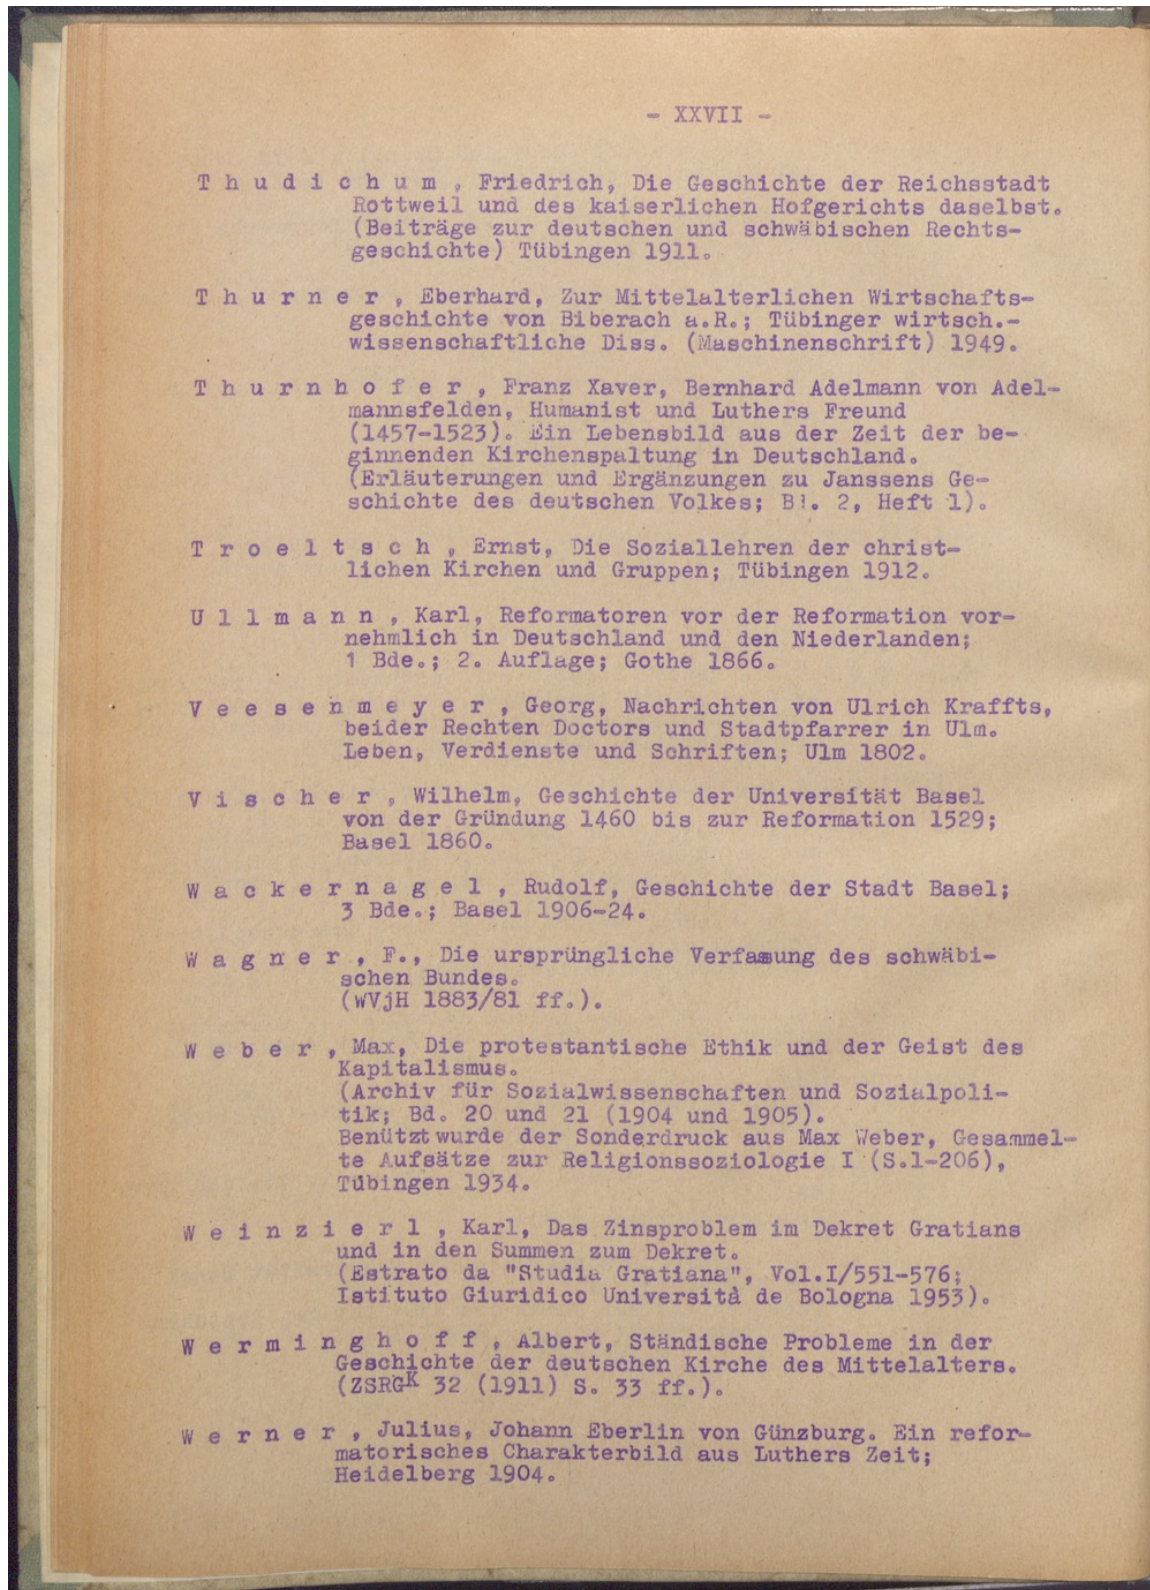 - XXVII -
T h u d i c h u m , Friedrich, Die Geschichte der Reichsstadt
Rottweil und des kaiserlichen Hofgerichts daselbst.
(Beiträge zur deutschen und schwäbischen Rechts-
geschichte) Tübingen 1911.
T h u r n e r , Eberhard, Zur Mittelalterlichen Wirtschafts-
geschichte von Biberach a.R.; Tübinger wirtsch.-
wissenschaftliche Diss. (Maschinenschrift) 1949.
T h u r n h o f e r , Franz Xaver, Bernhard Adelmann von Adel-
mannsfelden, Humanist und Luthers Freund
(1457-1523). Ein Lebensbild aus der Zeit der be-
ginnenden Kirchenspaltung in Deutschland.
(Erläuterungen und Ergänzungen zu Janssens Ge-
schichte des deutschen Volkes; Bd. 2, Heft 1).
T r o e l t s c h , Ernst, Die Soziallehren der christ-
lichen Kirchen und Gruppen; Tübingen 1912.
U l l m a n n , Karl, Reformatoren vor der Reformation vor-
nehmlich in Deutschland und den Niederlanden;
1 Bde.; 2. Auflage; Gothe 1866.
V e e s e n m e y e r , Georg, Nachrichten von Ulrich Kraffts,
beider Rechten Doctors und Stadtpfarrer in Ulm.
Leben, Verdienste und Schriften; Ulm 1802.
V i s c h e r , Wilhelm, Geschichte der Universität Basel
von der Gründung 1460 bis zur Reformation 1529;
Basel 1860.
W a c k e r n a g e l , Rudolf, Geschichte der Stadt Basel;
3 Bde.; Basel 1906-24.
W a g n e r , F., Die ursprüngliche Verfassung des schwäbi-
schen Bundes.
(wVjH 1883/81 ff.).
W e b e r , Max, Die protestantische Ethik und der Geist des
Kapitalismus.
(Archiv für Sozialwissenschaften und Sozialpoli-
tik; Bd. 20 und 21 (1904 und 1905).
Benützt wurde der Sonderdruck aus Max Weber, Gesammel-
te Aufsätze zur Religionssoziologie I (S.1-206),
Tübingen 1934.
W e i n z i e r l , Karl, Das Zinsproblem im Dekret Gratians
und in den Summen zum Dekret.
(Estrato da "Studia Gratiana", Vol.I/551-576;
Istituto Giuridico Università de Bologna 1953).
W e r m i n g h o f f , Albert, Ständische Probleme in der
Geschichte der deutschen Kirche des Mittelalters.
(ZSRGK 32 (1911) S. 33 ff.).
W e r n e r , Julius, Johann Eberlin von Günzburg. Ein refor-
matorisches Charakterbild aus Luthers Zeit;
Heidelberg 1904.